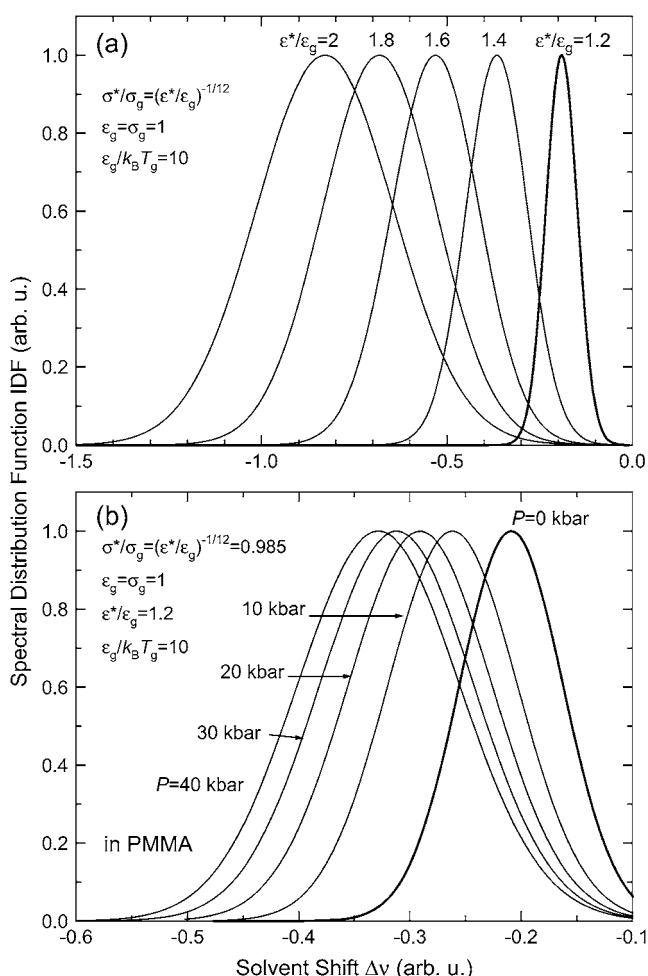 (a)
ε*/εg=2
1.8
1.6
1.4
ε*/εg=1.2
σ*/σg=(ε*/εg)-1/12
εg=σg=1
εg/kBTg=10
1.0
0.8
0.6
0.4
0.2
0.0
-1.5
-1.0
-0.5
0.0
Spectral Distribution Function IDF (arb. u.)
(b)
P=0 kbar
σ*/σg=(ε*/εg)-1/12=0.985
εg=σg=1
ε*/εg=1.2
εg/kBTg=10
10 kbar
20 kbar
30 kbar
P=40 kbar
in PMMA
1.0
0.8
0.6
0.4
0.2
0.0
-0.6
-0.5
-0.4
-0.3
-0.2
-0.1
Solvent Shift Δν (arb. u.)